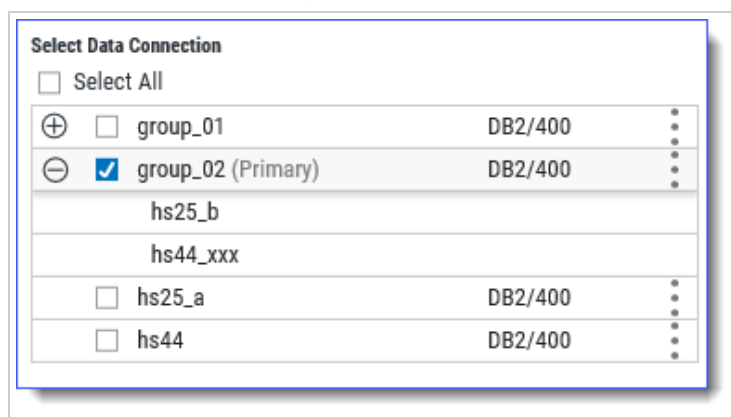 Select Data Connection
Select All
group_01 DB2/400
group_02 (Primary) DB2/400
hs25_b
hs44_xxx
hs25_a DB2/400
hs44 DB2/400